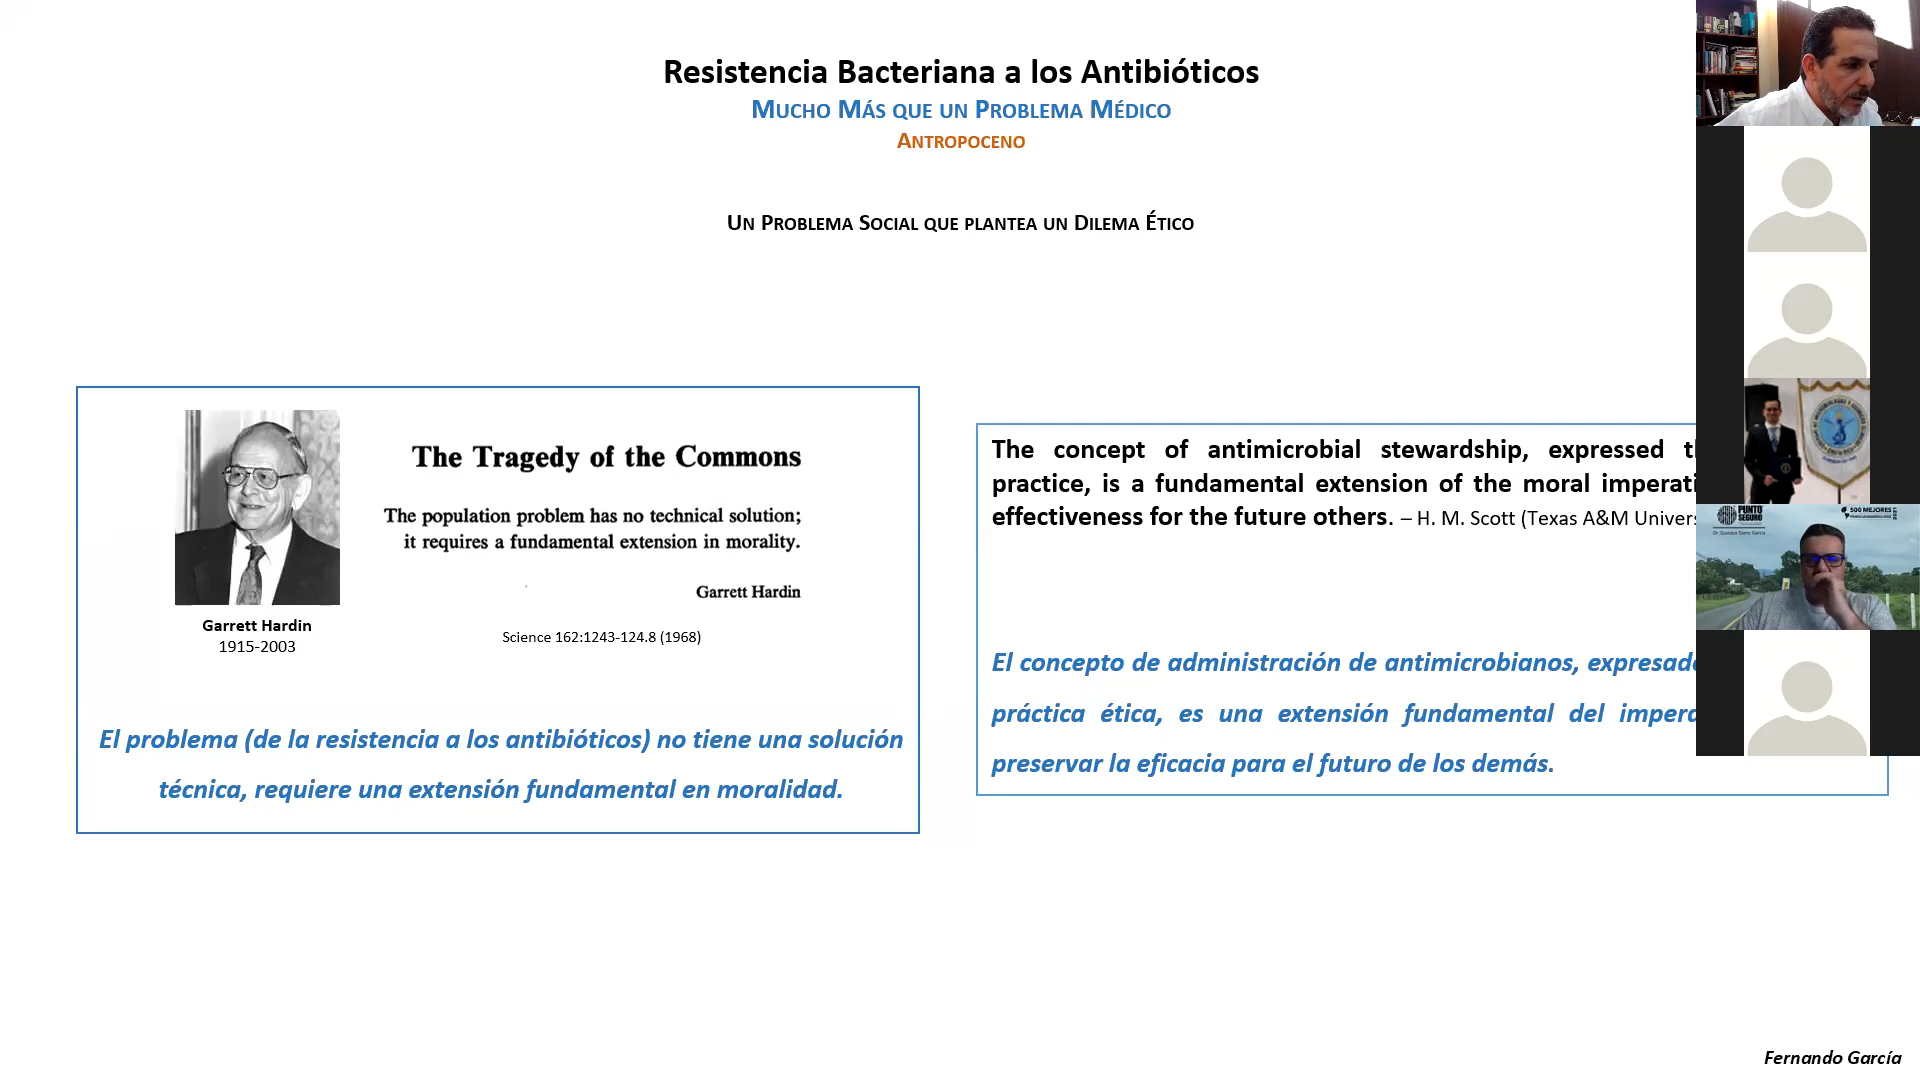 Resistencia Bacteriana a los Antibióticos
Mucho Más que un Problema Médico
Antropoceno
Un Problema Social que plantea un Dilema Ético
The Tragedy of the Commons
The population problem has no technical solution;
it requires a fundamental extension in morality.
Garrett Hardin
Garrett Hardin
1915-2003
Science 162:1243-124.8 (1968)
El problema (de la resistencia a los antibióticos) no tiene una solución
técnica, requiere una extensión fundamental en moralidad.
The concept of antimicrobial stewardship, expressed
practice, is a fundamental extension of the moral
effectiveness for the future others. – H. M. Scott (Texas A&M
El concepto de administración de antimicrobianos,
práctica ética, es una extensión fundamental del
preservar la eficacia para el futuro de los demás.
PUNTO
SEGURO
500 MEJORES
2021
Fernando García